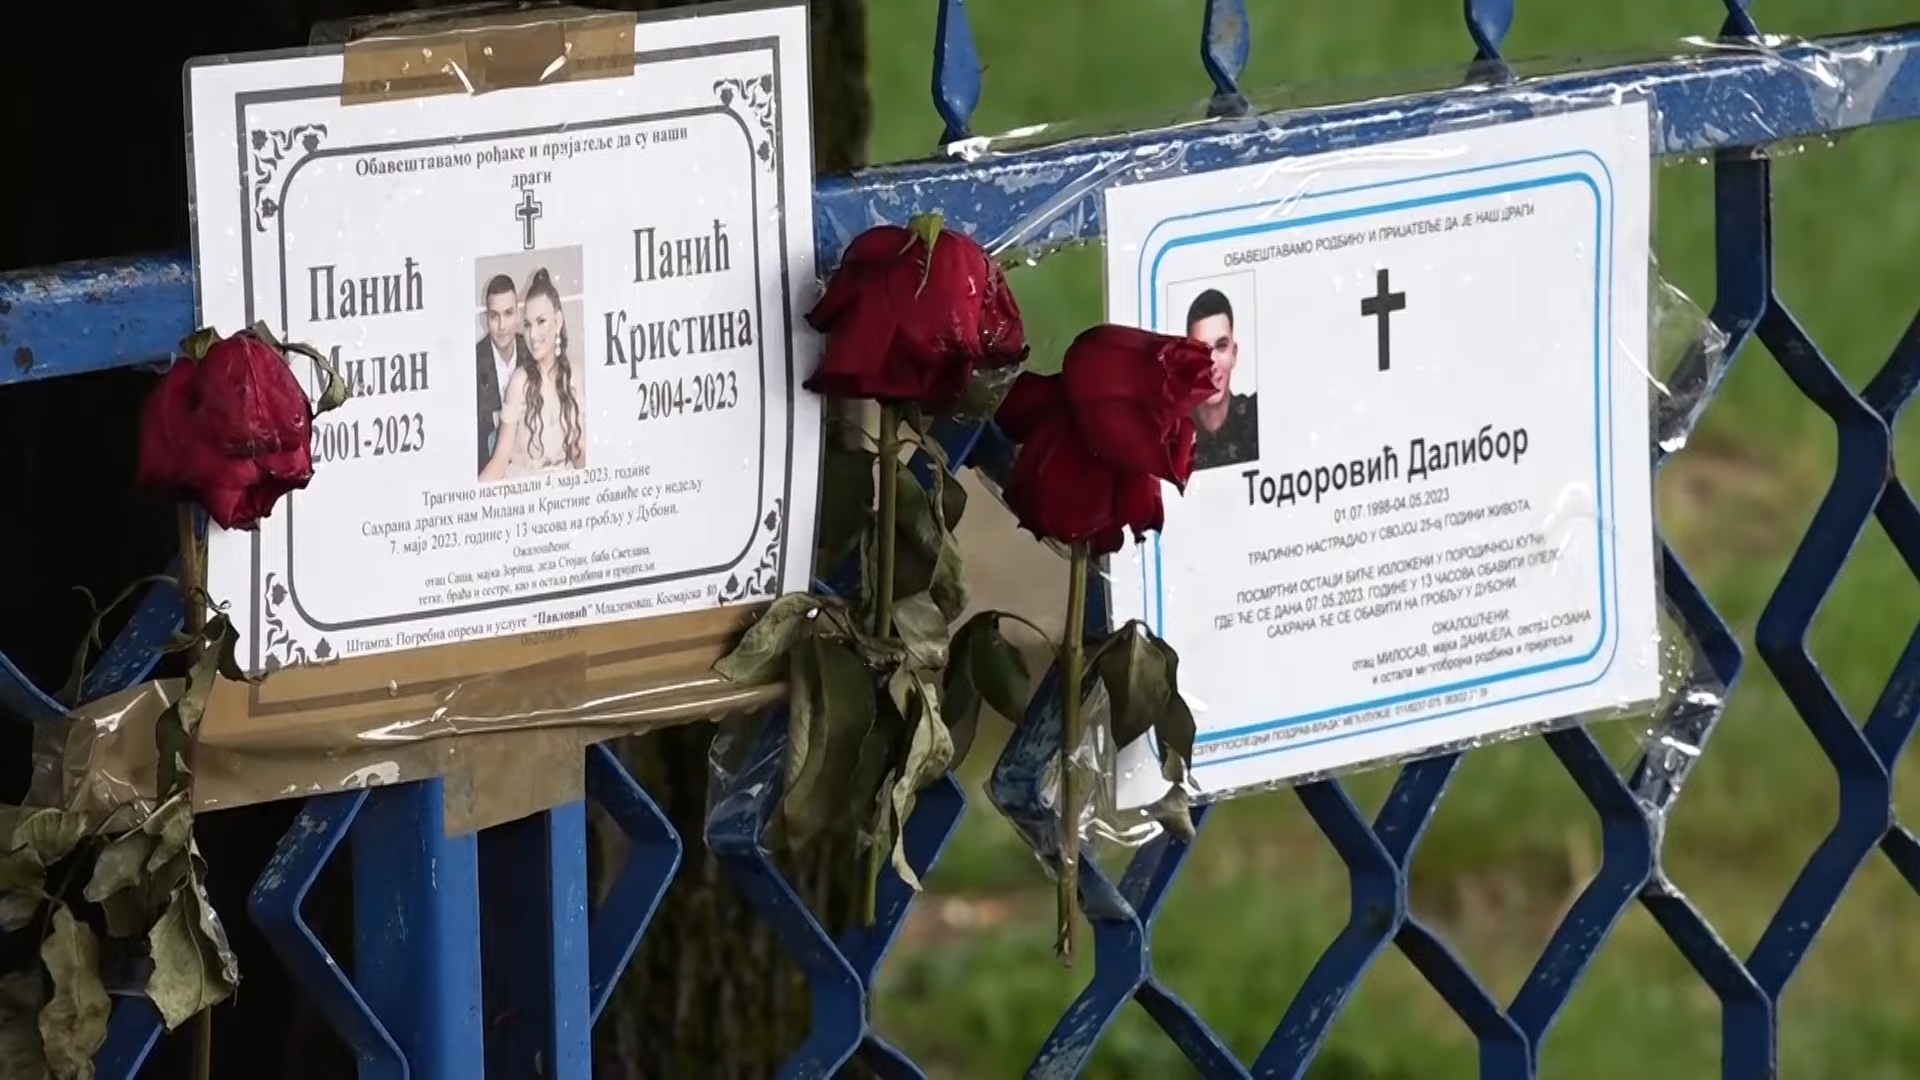 Обавештавамо рођаке и пријатеље да су наши
драги
Панић
Милан
2001-2023
Панић
Кристина
2004-2023
Трагично настрадали 4. маја 2023. године
Сахрана драгих нам Милана и Кристине обавиће се у недељу
7. маја 2023. године у 13 часова на гробљу у Дубони.
Ожалошћени:
отац Саша, мајка Зорица, деда Стојан, баба Светлана,
тетке, браћа и сестре, као и остала родбина и пријатељи.
Штампа: Погребна опрема и услуге "Павловић" Младеновац, Космајска 80
ОБАВЕШТАВАМО РОДБИНУ И ПРИЈАТЕЉЕ ДА ЈЕ НАШ ДРАГИ
Тодоровић Далибор
01.07.1998-04.05.2023
ТРАГИЧНО НАСТРАДАО У СВОЈОЈ 25-ој ГОДИНИ ЖИВОТА
ПОСМРТНИ ОСТАЦИ БИЋЕ ИЗЛОЖЕНИ У ПОРОДИЧНОЈ КУЋИ
ГДЕ ЋЕ СЕ ДАНА 07.05.2023. ГОДИНЕ У 13 ЧАСОВА ОБАВИТИ ОПЕЛО.
САХРАНА ЋЕ СЕ ОБАВИТИ НА ГРОБЉУ У ДУБОНИ.
ОЖАЛОШЋЕНИ:
отац МИЛОСАВ, мајка ДАНИЈЕЛА, сестра СУЗАНА
и остала многобројна родбина и пријатељи
ПОСЛЕДЊИ ПОЗДРАВ-ВЛАДА" МЕЂУЛУЖЈЕ